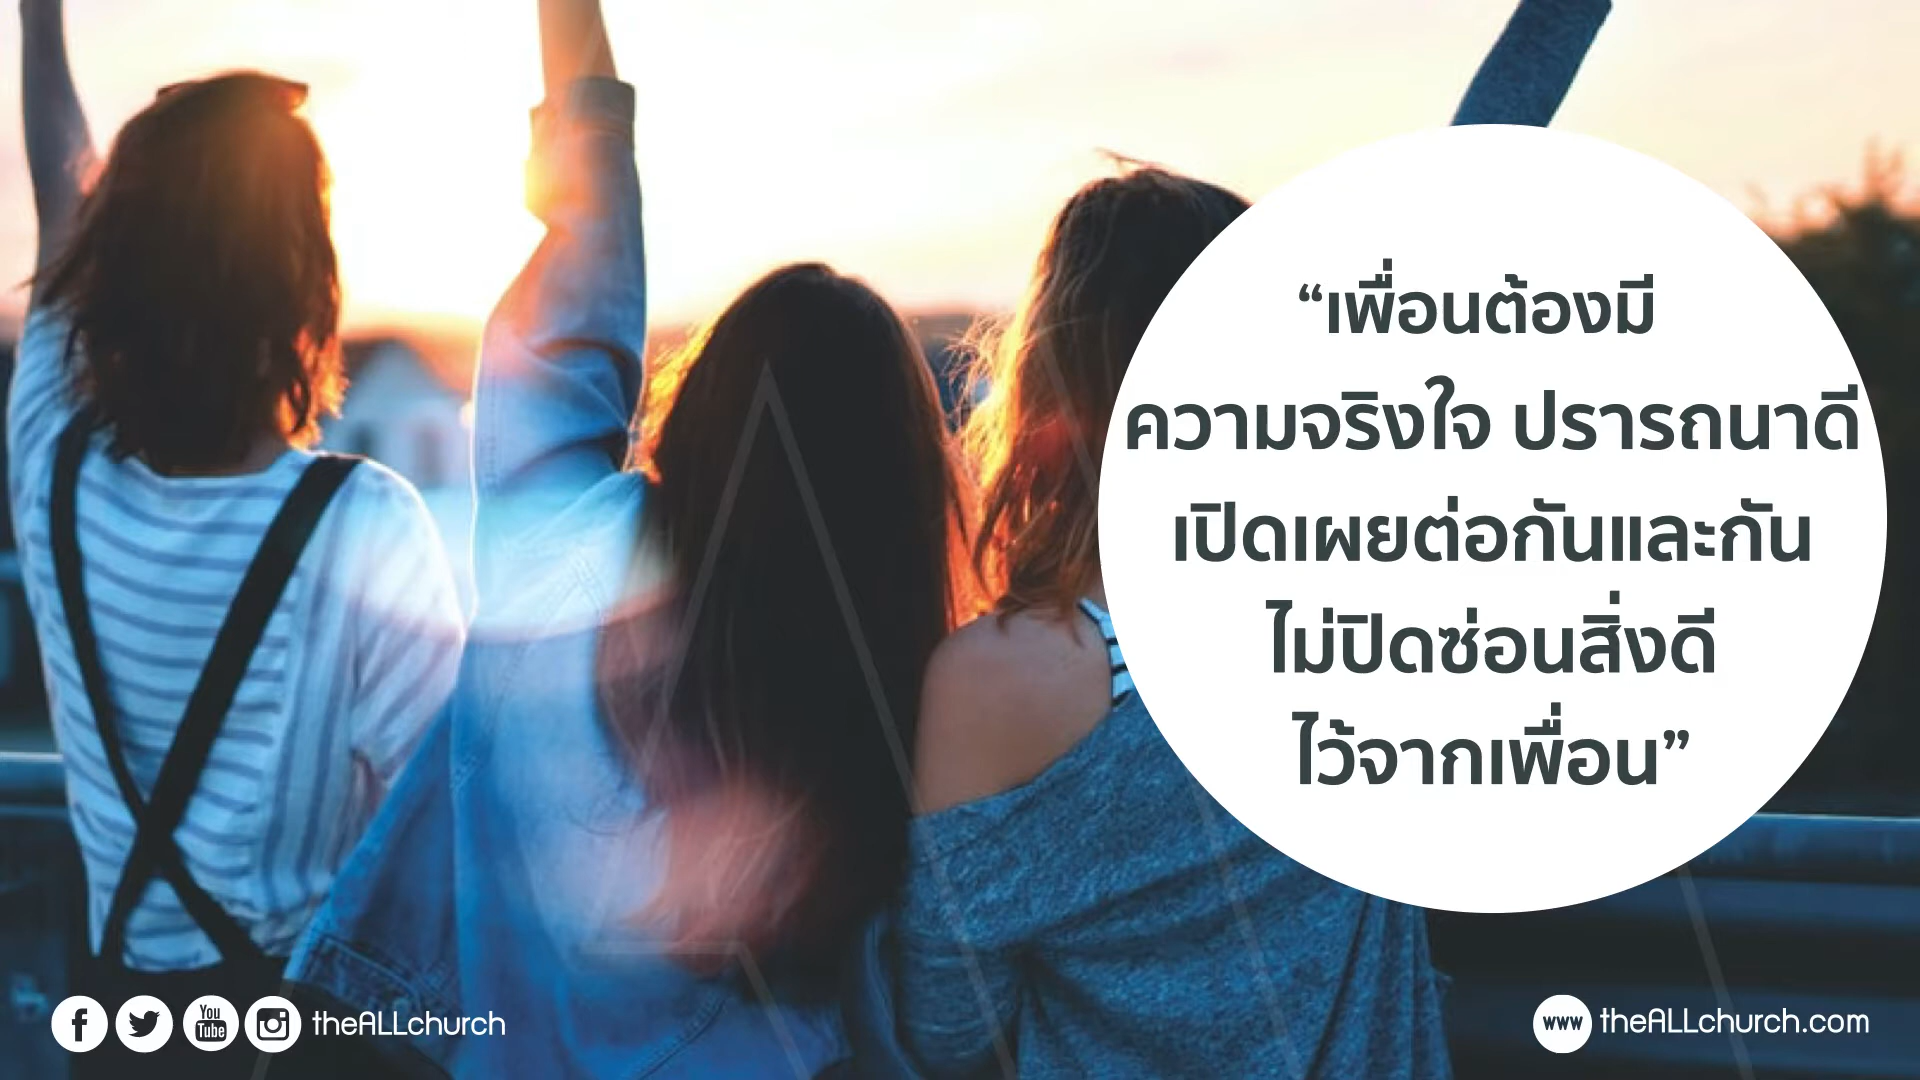 “เพื่อนต้องมี
ความจริงใจ ปรารถนาดี
เปิดเผยต่อกันและกัน
ไม่ปิดซ่อนสิ่งดี
ไว้จากเพื่อน”
f You Tube theALLchurch
www theALLchurch.com